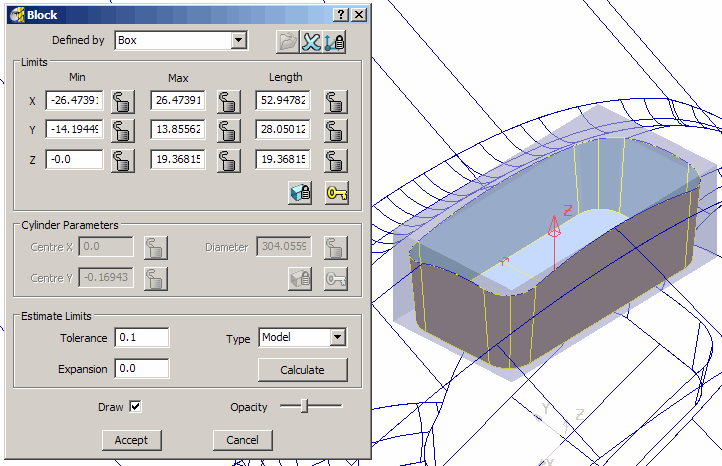 Block
Defined by Box
Limits
Min Max Length
X -26.47391 26.47391 52.94782
Y -14.19449 13.85562 28.05012
Z -0.0 19.36815 19.36815
Cylinder Parameters
Centre X 0.0 Diameter 304.0559
Centre Y -0.16943
Estimate Limits
Tolerance 0.1 Type Model
Expansion 0.0 Calculate
Draw Opacity
Accept Cancel
Z
Y Z
X